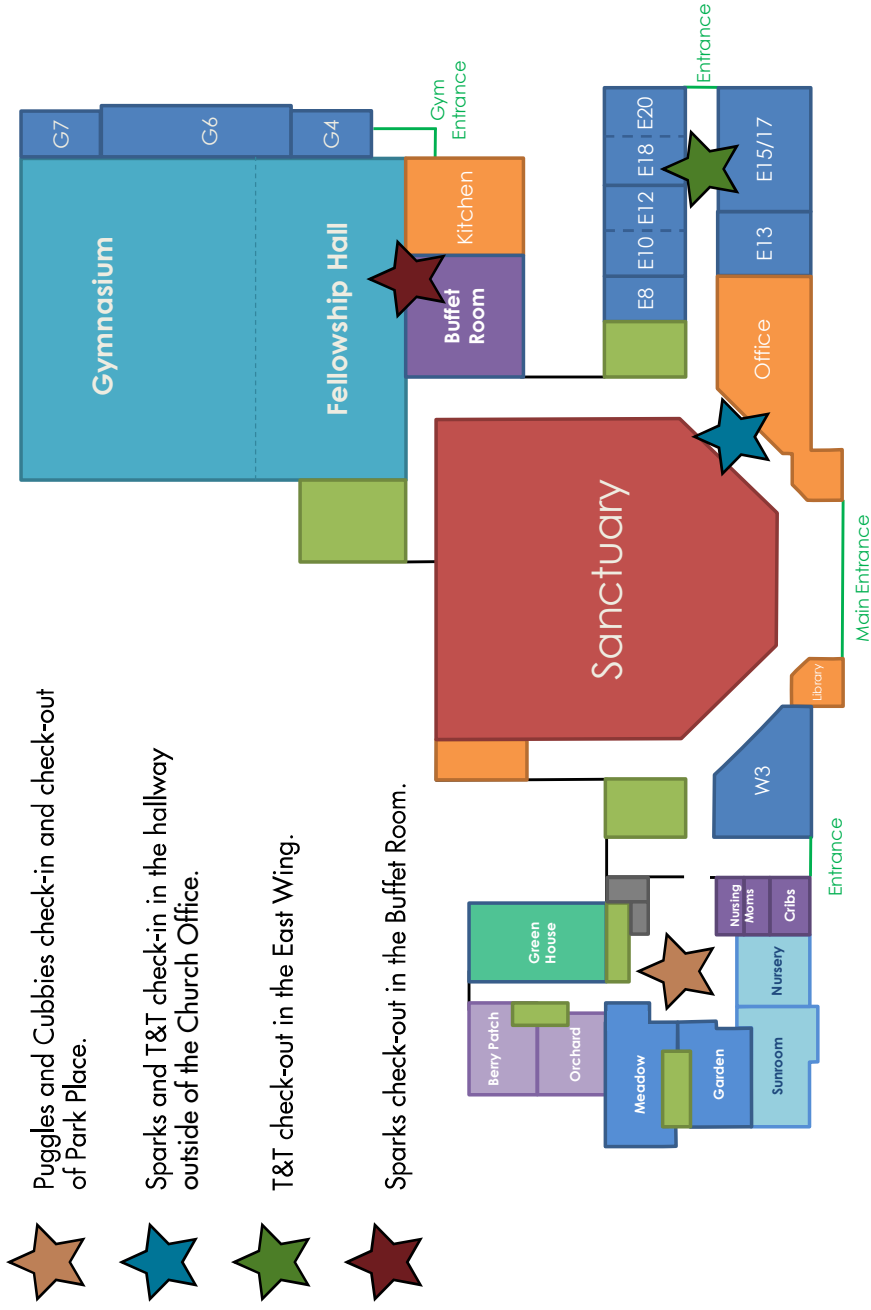 Puggles and Cubbies check-in and check-out
of Park Place.
Sparks and T&T check-in in the hallway
outside of the Church Office.
T&T check-out in the East Wing.
Sparks check-out in the Buffet Room.
Gymnasium
Fellowship Hall
G7
G6
G4
Gym
Entrance
Buffet
Room
Kitchen
Sanctuary
E8
E10
E12
E18
E20
Entrance
Office
E13
E15/17
Green
House
Berry Patch
Orchard
Meadow
Garden
Sunroom
Nursery
Nursing
Moms
Cribs
Entrance
W3
Library
Main Entrance